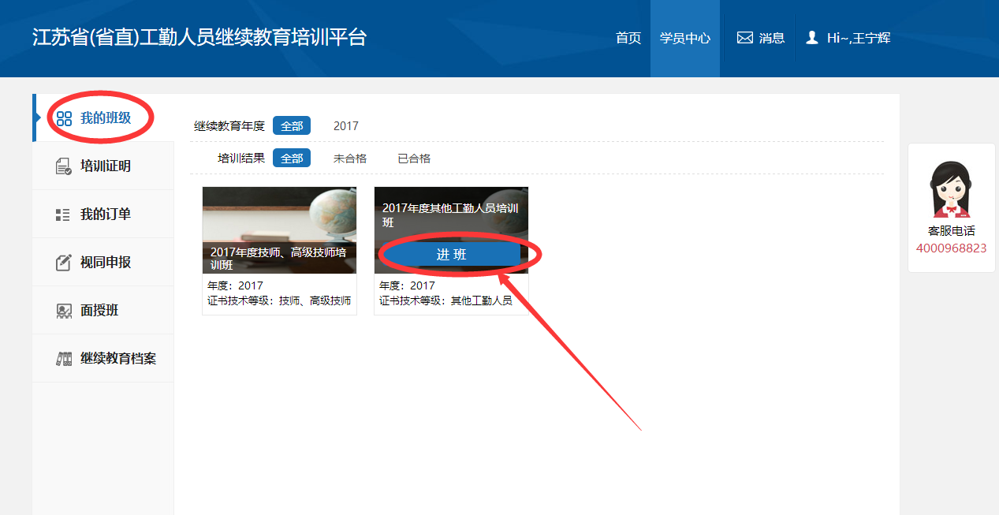 江苏省(省直)工勤人员继续教育培训平台
首页 学员中心 消息 Hi~,王宁辉
我的班级
培训证明
我的订单
视同申报
面授班
继续教育档案
继续教育年度 全部 2017
培训结果 全部 未合格 已合格
2017年度技师、高级技师培
训班
年度：2017
证书技术等级：技师、高级技师
2017年度其他工勤人员培训
班
进 班
年度：2017
证书技术等级：其他工勤人员
客服电话
4000968823